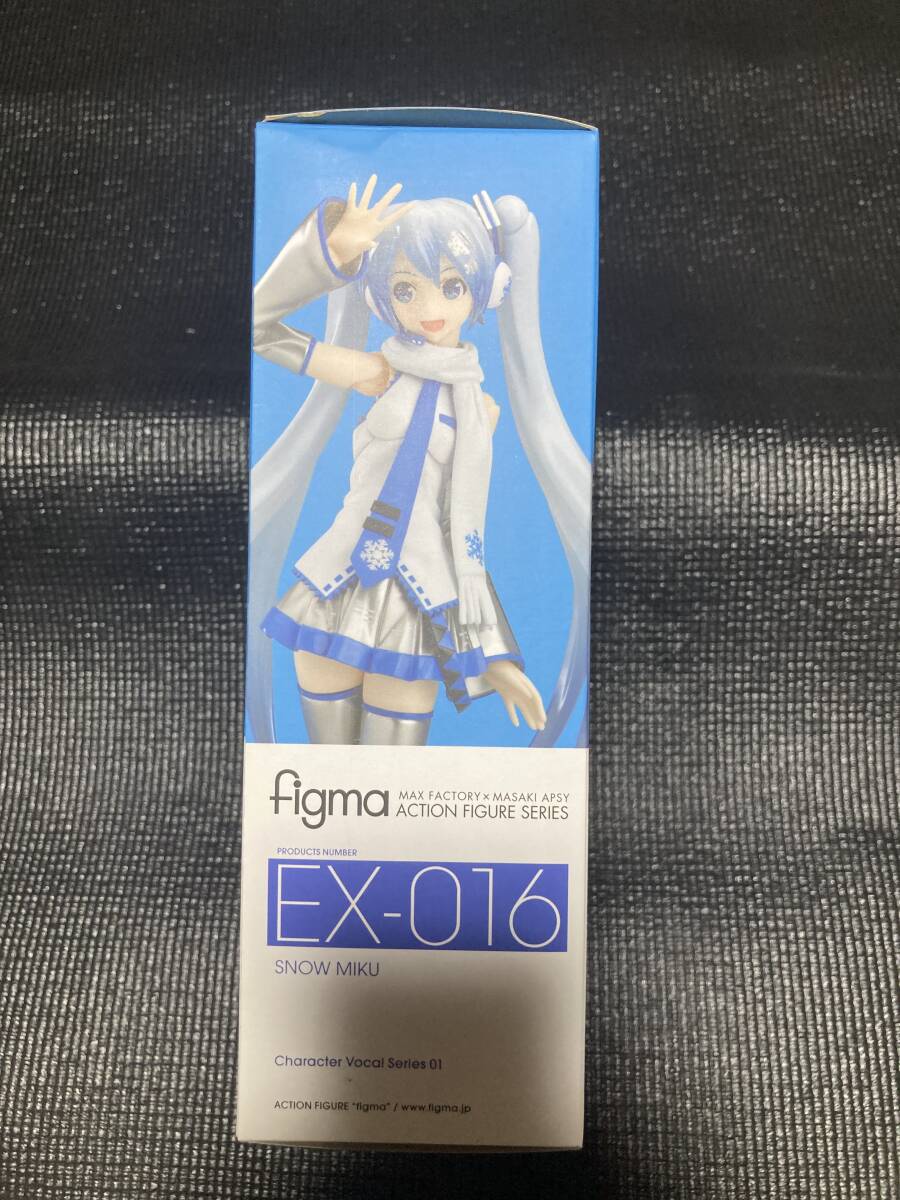 figma
MAX FACTORY × MASAKI APSY
ACTION FIGURE SERIES
PRODUCTS NUMBER
EX-016
SNOW MIKU
Character Vocal Series 01
ACTION FIGURE "figma" / www.figma.jp